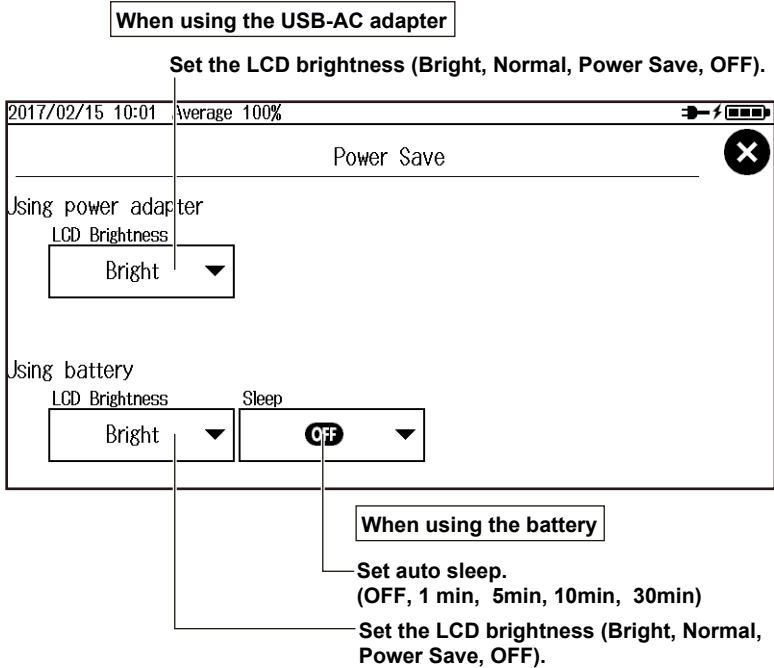 When using the USB-AC adapter
Set the LCD brightness (Bright, Normal, Power Save, OFF).
2017/02/15 10:01 Average 100%
Power Save
Using power adapter
LCD Brightness
Bright
Using battery
LCD Brightness Sleep
Bright OFF
When using the battery
Set auto sleep.
(OFF, 1 min, 5min, 10min, 30min)
Set the LCD brightness (Bright, Normal,
Power Save, OFF).